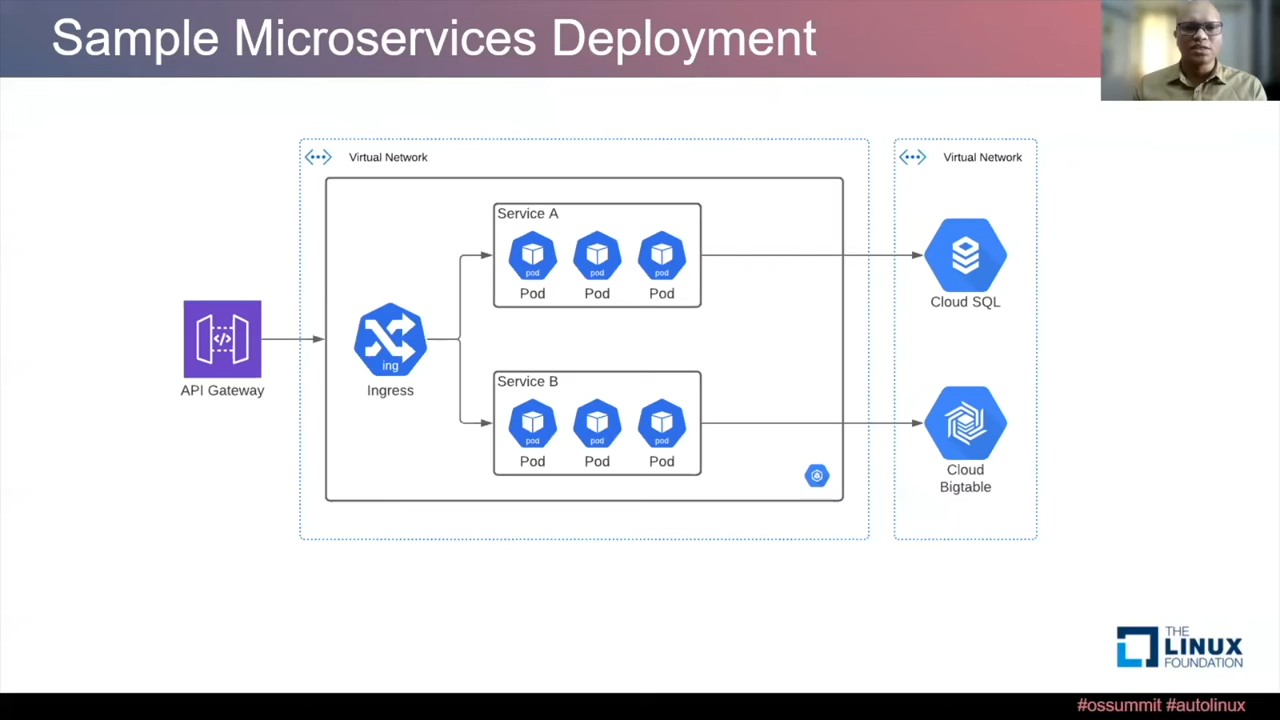 Sample Microservices Deployment
Virtual Network
Virtual Network
Service A
pod
pod
pod
Pod
Pod
Pod
Cloud SQL
API Gateway
ing
Ingress
Service B
pod
pod
pod
Pod
Pod
Pod
Cloud
Bigtable
THE
LINUX
FOUNDATION
#ossummit #autolinux